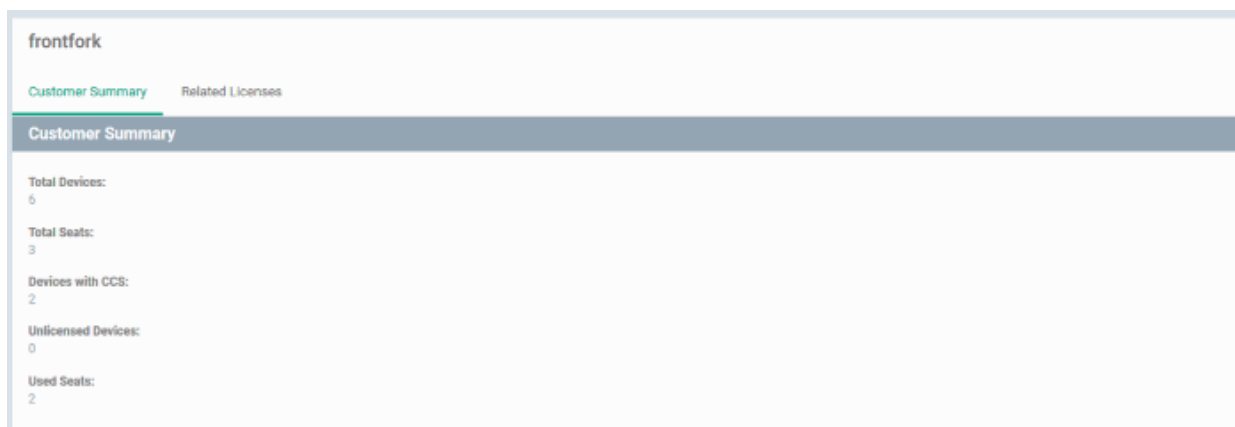 frontfork
Customer Summary Related Licenses
Customer Summary
Total Devices:
6
Total Seats:
3
Devices with CCS:
2
Unlicensed Devices:
0
Used Seats:
2